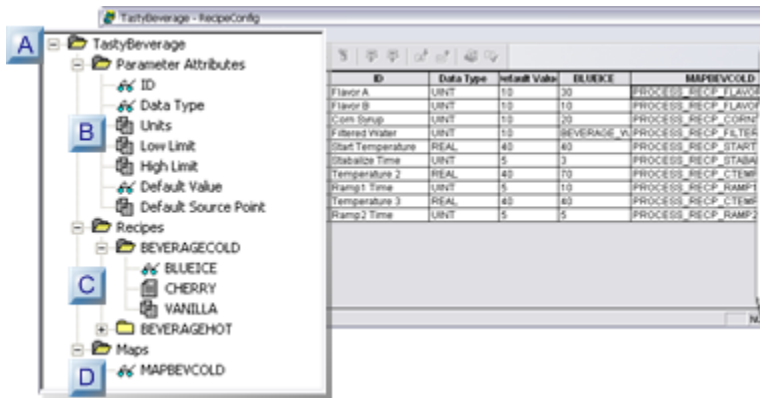 TastyBeverage - RecipeConfig
A
TastyBeverage
Parameter Attributes
ID
Data Type
B
Units
Low Limit
High Limit
Default Value
Default Source Point
Recipes
BEVERAGECOLD
BLUEICE
C
CHERRY
VANILLA
BEVERAGEHOT
Maps
D
MAPBEVCOLD
ID Data Type efault Value BLUEICE MAPBEVCOLD
Flavor A UINT 10 30 PROCESS_RECP_FLAVOR
Flavor B UINT 10 10 PROCESS_RECP_FLAVOR
Corn Syrup UINT 10 20 PROCESS_RECP_CORNS
Filtered Water UINT 10 BEVERAGE_W PROCESS_RECP_FILTER
Start Temperature REAL 40 40 PROCESS_RECP_START
Stabalize Time UINT 5 3 PROCESS_RECP_STABAL
Temperature 2 REAL 40 70 PROCESS_RECP_CTEMP
Ramp1 Time UINT 5 10 PROCESS_RECP_RAMP1
Temperature 3 REAL 40 40 PROCESS_RECP_CTEMP
Ramp2 Time UINT 5 5 PROCESS_RECP_RAMP2